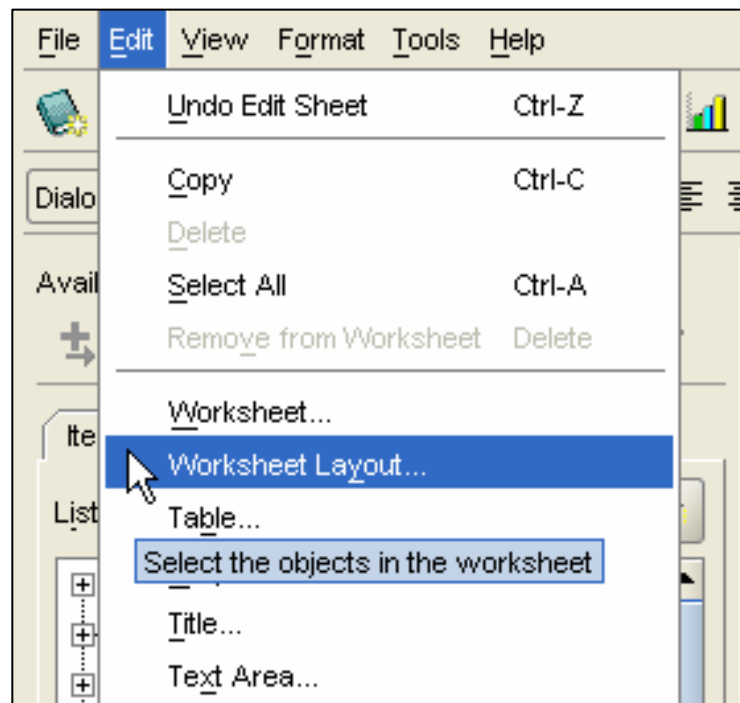 File Edit View Format Tools Help
Undo Edit Sheet Ctrl-Z
Copy Ctrl-C
Dialo
Delete
Avail
Select All Ctrl-A
Remove from Worksheet Delete
Worksheet...
Ite
Worksheet Layout...
List
Table...
Select the objects in the worksheet
Title...
Text Area...